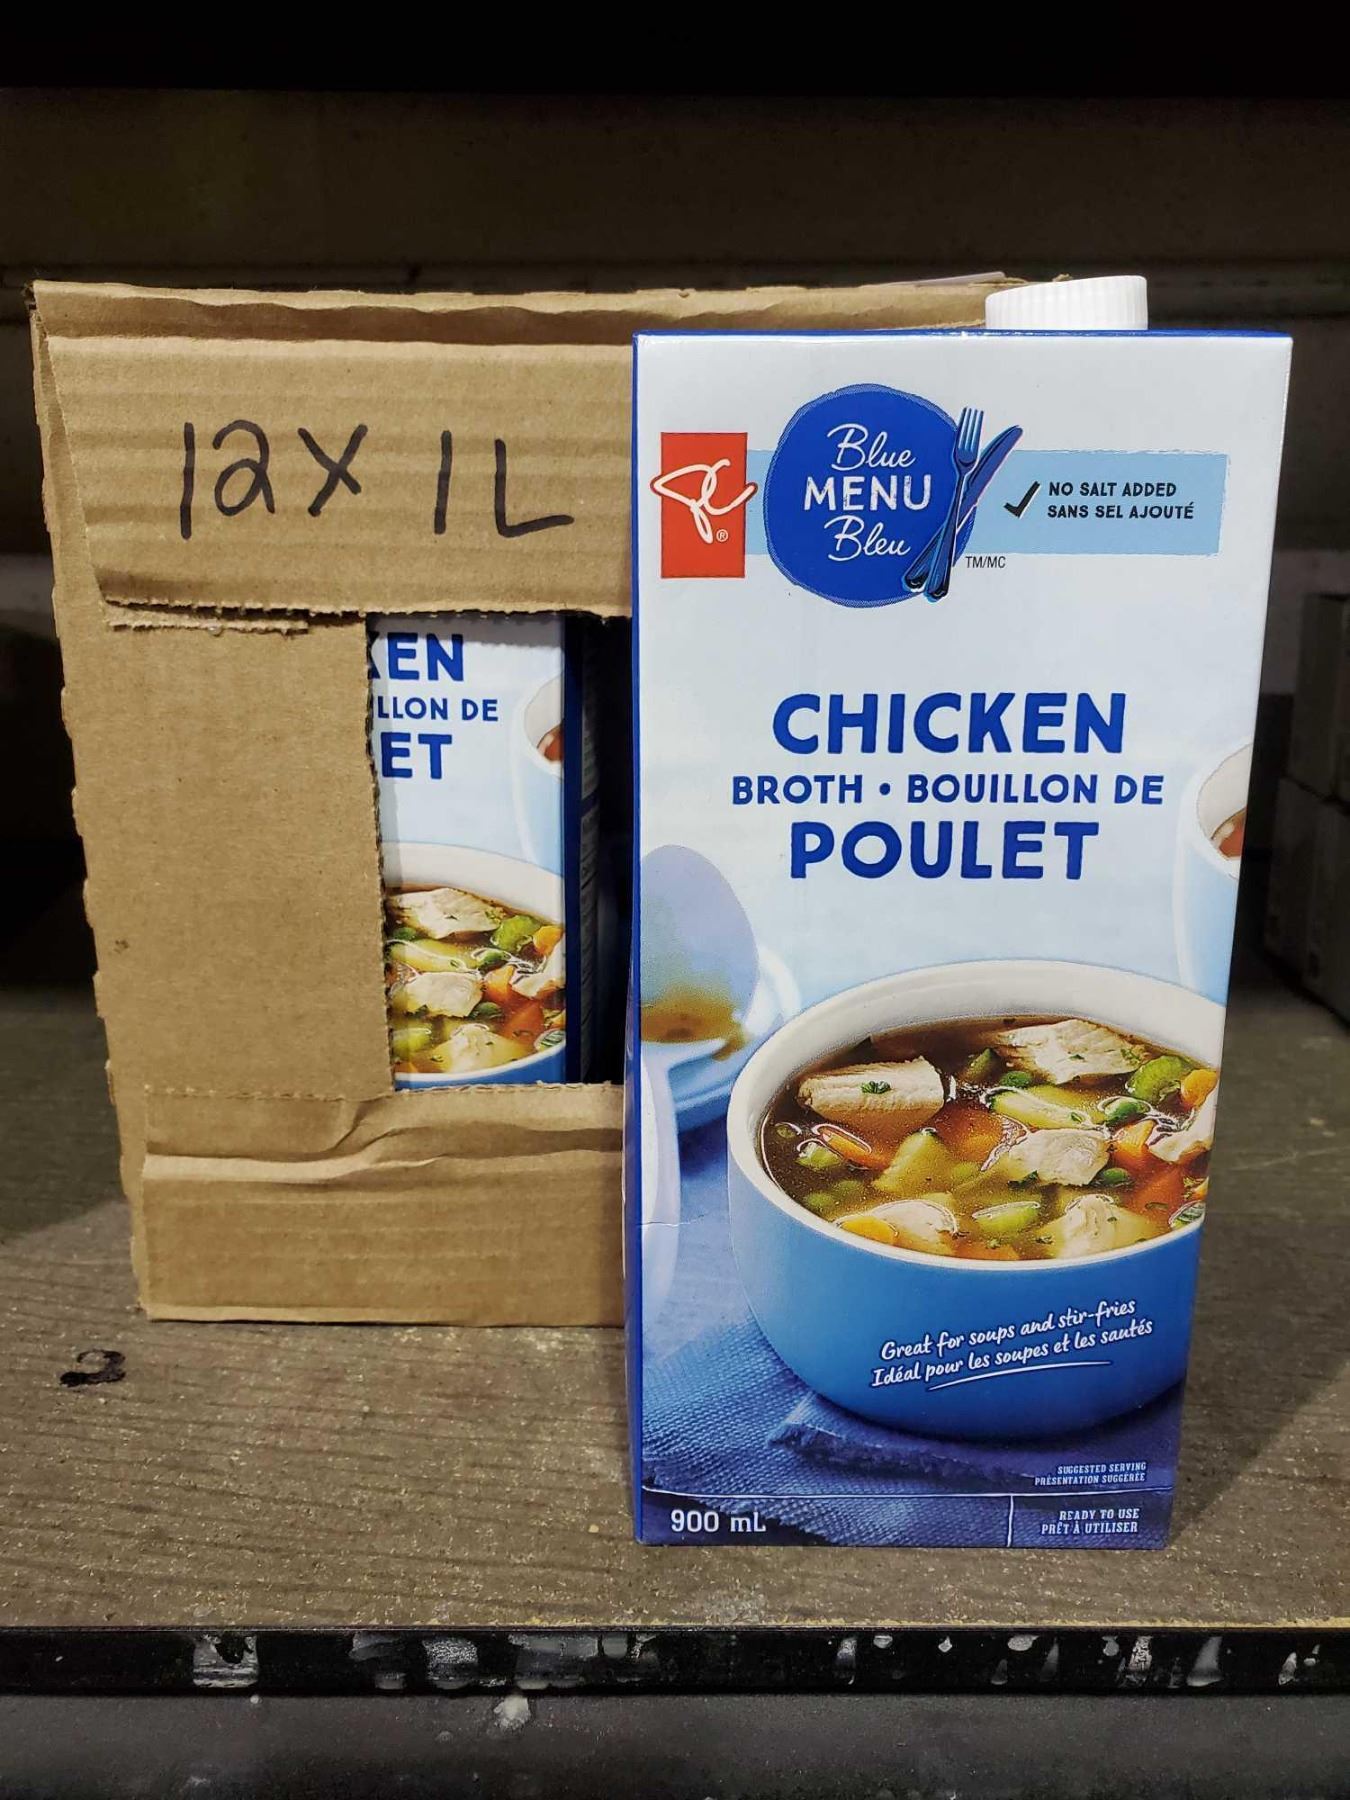 12 X 1L
KEN
LLON DE
ET
PC®
Blue
MENU
Bleu
TM/MC
NO SALT ADDED
SANS SEL AJOUTÉ
CHICKEN
BROTH • BOUILLON DE
POULET
Great for soups and stir-fries
Idéal pour les soupes et les sautés
SUGGESTED SERVING
PRÉSENTATION SUGGÉRÉE
900 mL
READY TO USE
PRÊT À UTILISER
2